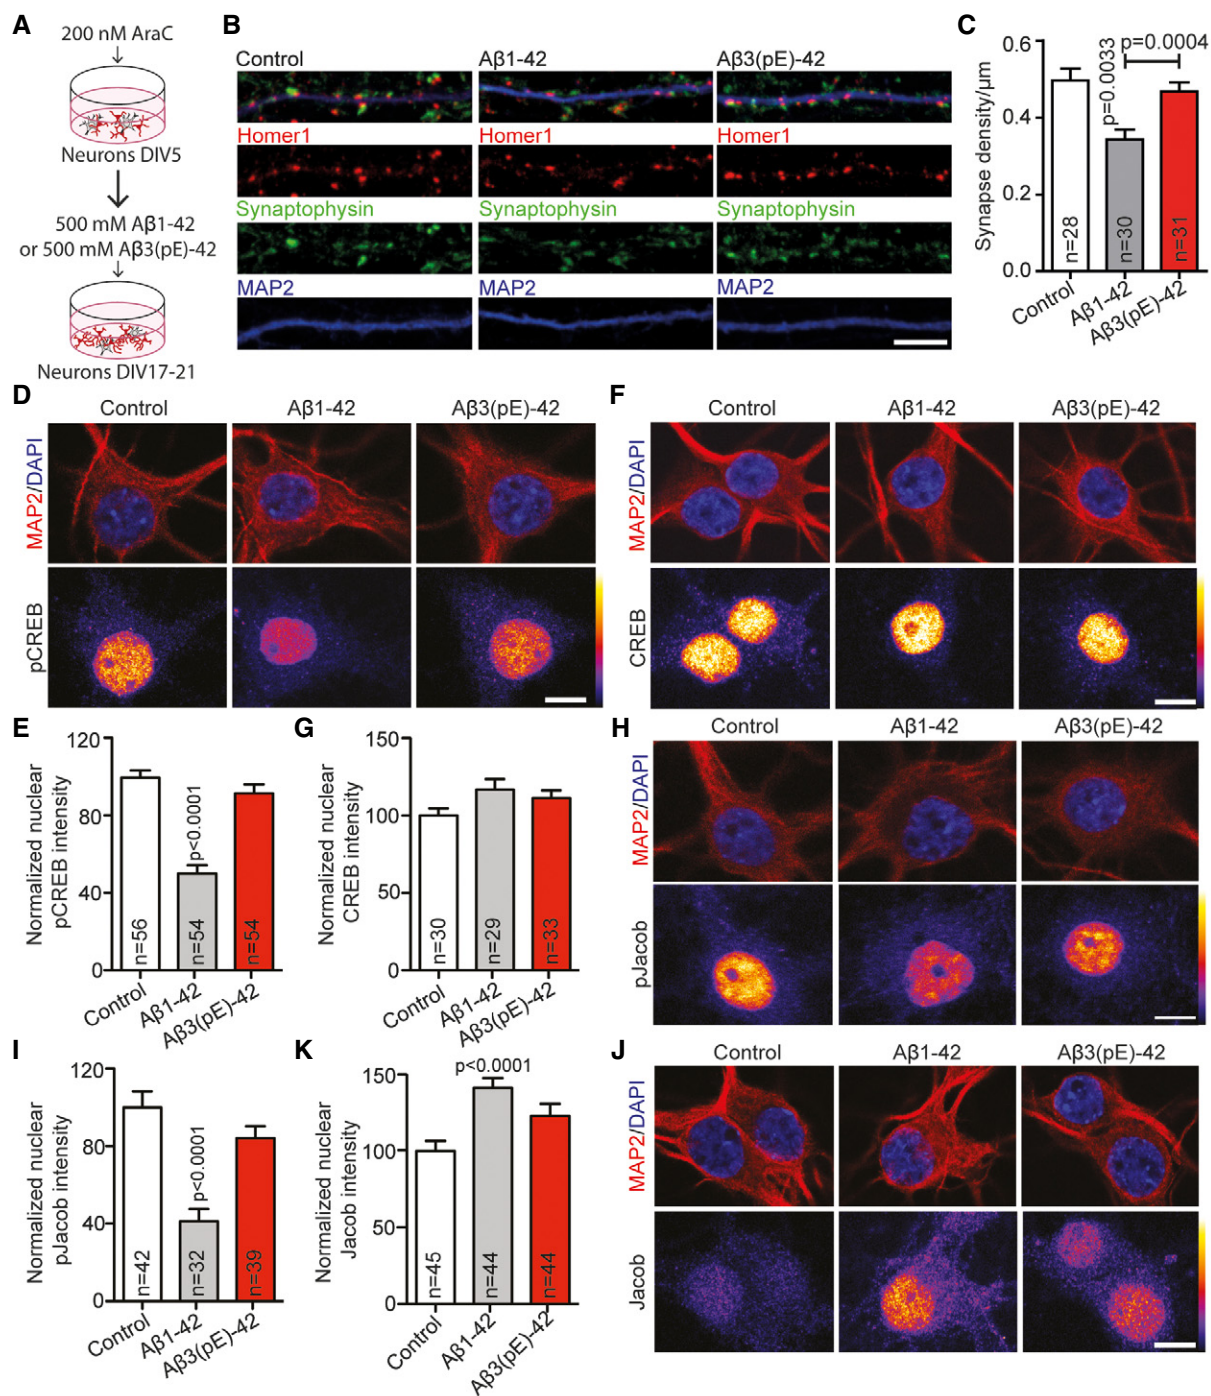 A
200 nM AraC
Neurons DIV5
500 mM Aβ1-42
or 500 mM Aβ3(pE)-42
Neurons DIV17-21
B
Control
Aβ1-42
Aβ3(pE)-42
Homer1
Homer1
Homer1
Synaptophysin
Synaptophysin
Synaptophysin
MAP2
MAP2
MAP2
C
Synapse density/μm
0.6
0.4
0.2
0.0
p=0.0033
p=0.0004
n=28
n=30
n=31
Control
Aβ1-42
Aβ3(pE)-42
D
Control
Aβ1-42
Aβ3(pE)-42
MAP2/DAPI
pCREB
F
Control
Aβ1-42
Aβ3(pE)-42
MAP2/DAPI
CREB
E
Normalized nuclear
pCREB intensity
120
80
40
0
p<0.0001
n=56
n=54
n=54
Control
Aβ1-42
Aβ3(pE)-42
G
Normalized nuclear
CREB intensity
150
100
50
0
n=30
n=29
n=33
Control
Aβ1-42
Aβ3(pE)-42
H
Control
Aβ1-42
Aβ3(pE)-42
MAP2/DAPI
pJacob
I
Normalized nuclear
pJacob intensity
120
80
40
0
p<0.0001
n=42
n=32
n=39
Control
Aβ1-42
Aβ3(pE)-42
K
Normalized nuclear
Jacob intensity
150
100
50
0
p<0.0001
n=45
n=44
n=44
Control
Aβ1-42
Aβ3(pE)-42
J
Control
Aβ1-42
Aβ3(pE)-42
MAP2/DAPI
Jacob